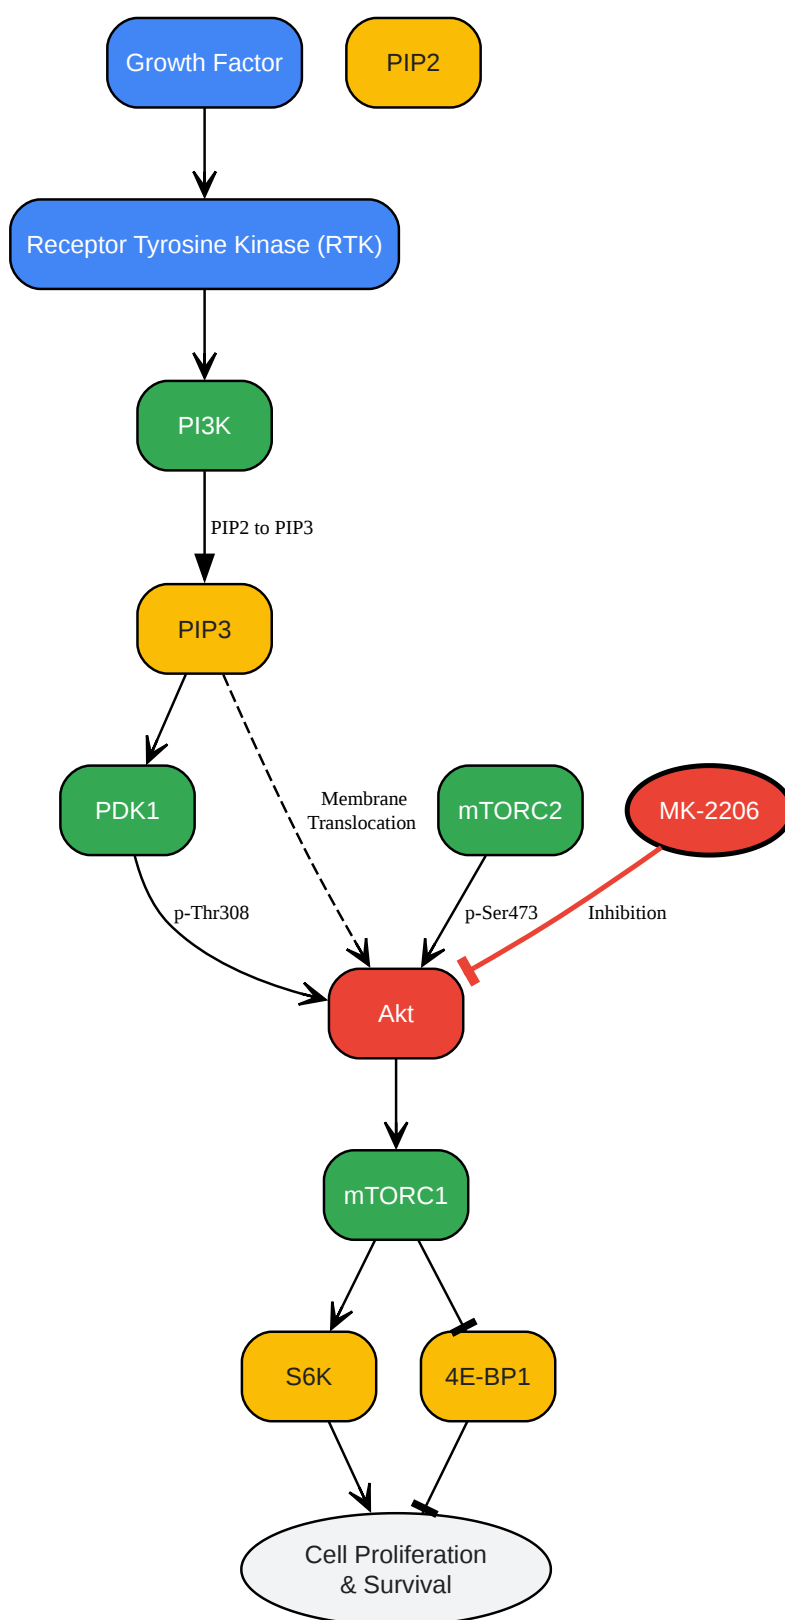 Growth Factor
PIP2
Receptor Tyrosine Kinase (RTK)
PI3K
PIP2 to PIP3
PIP3
Membrane
Translocation
PDK1
mTORC2
MK-2206
p-Thr308
p-Ser473
Inhibition
Akt
mTORC1
S6K
4E-BP1
Cell Proliferation
& Survival